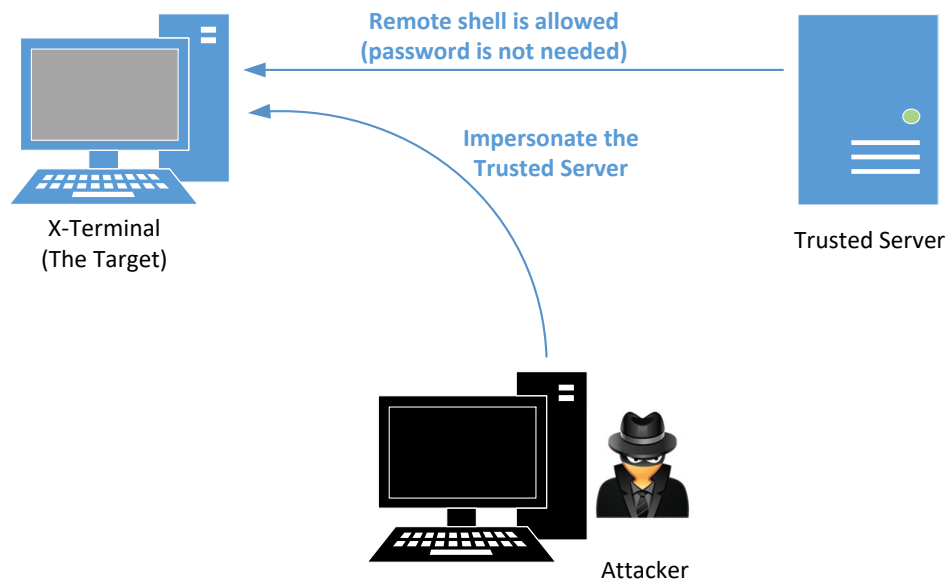 Remote shell is allowed
(password is not needed)
Impersonate the
Trusted Server
X-Terminal
(The Target)
Trusted Server
Attacker